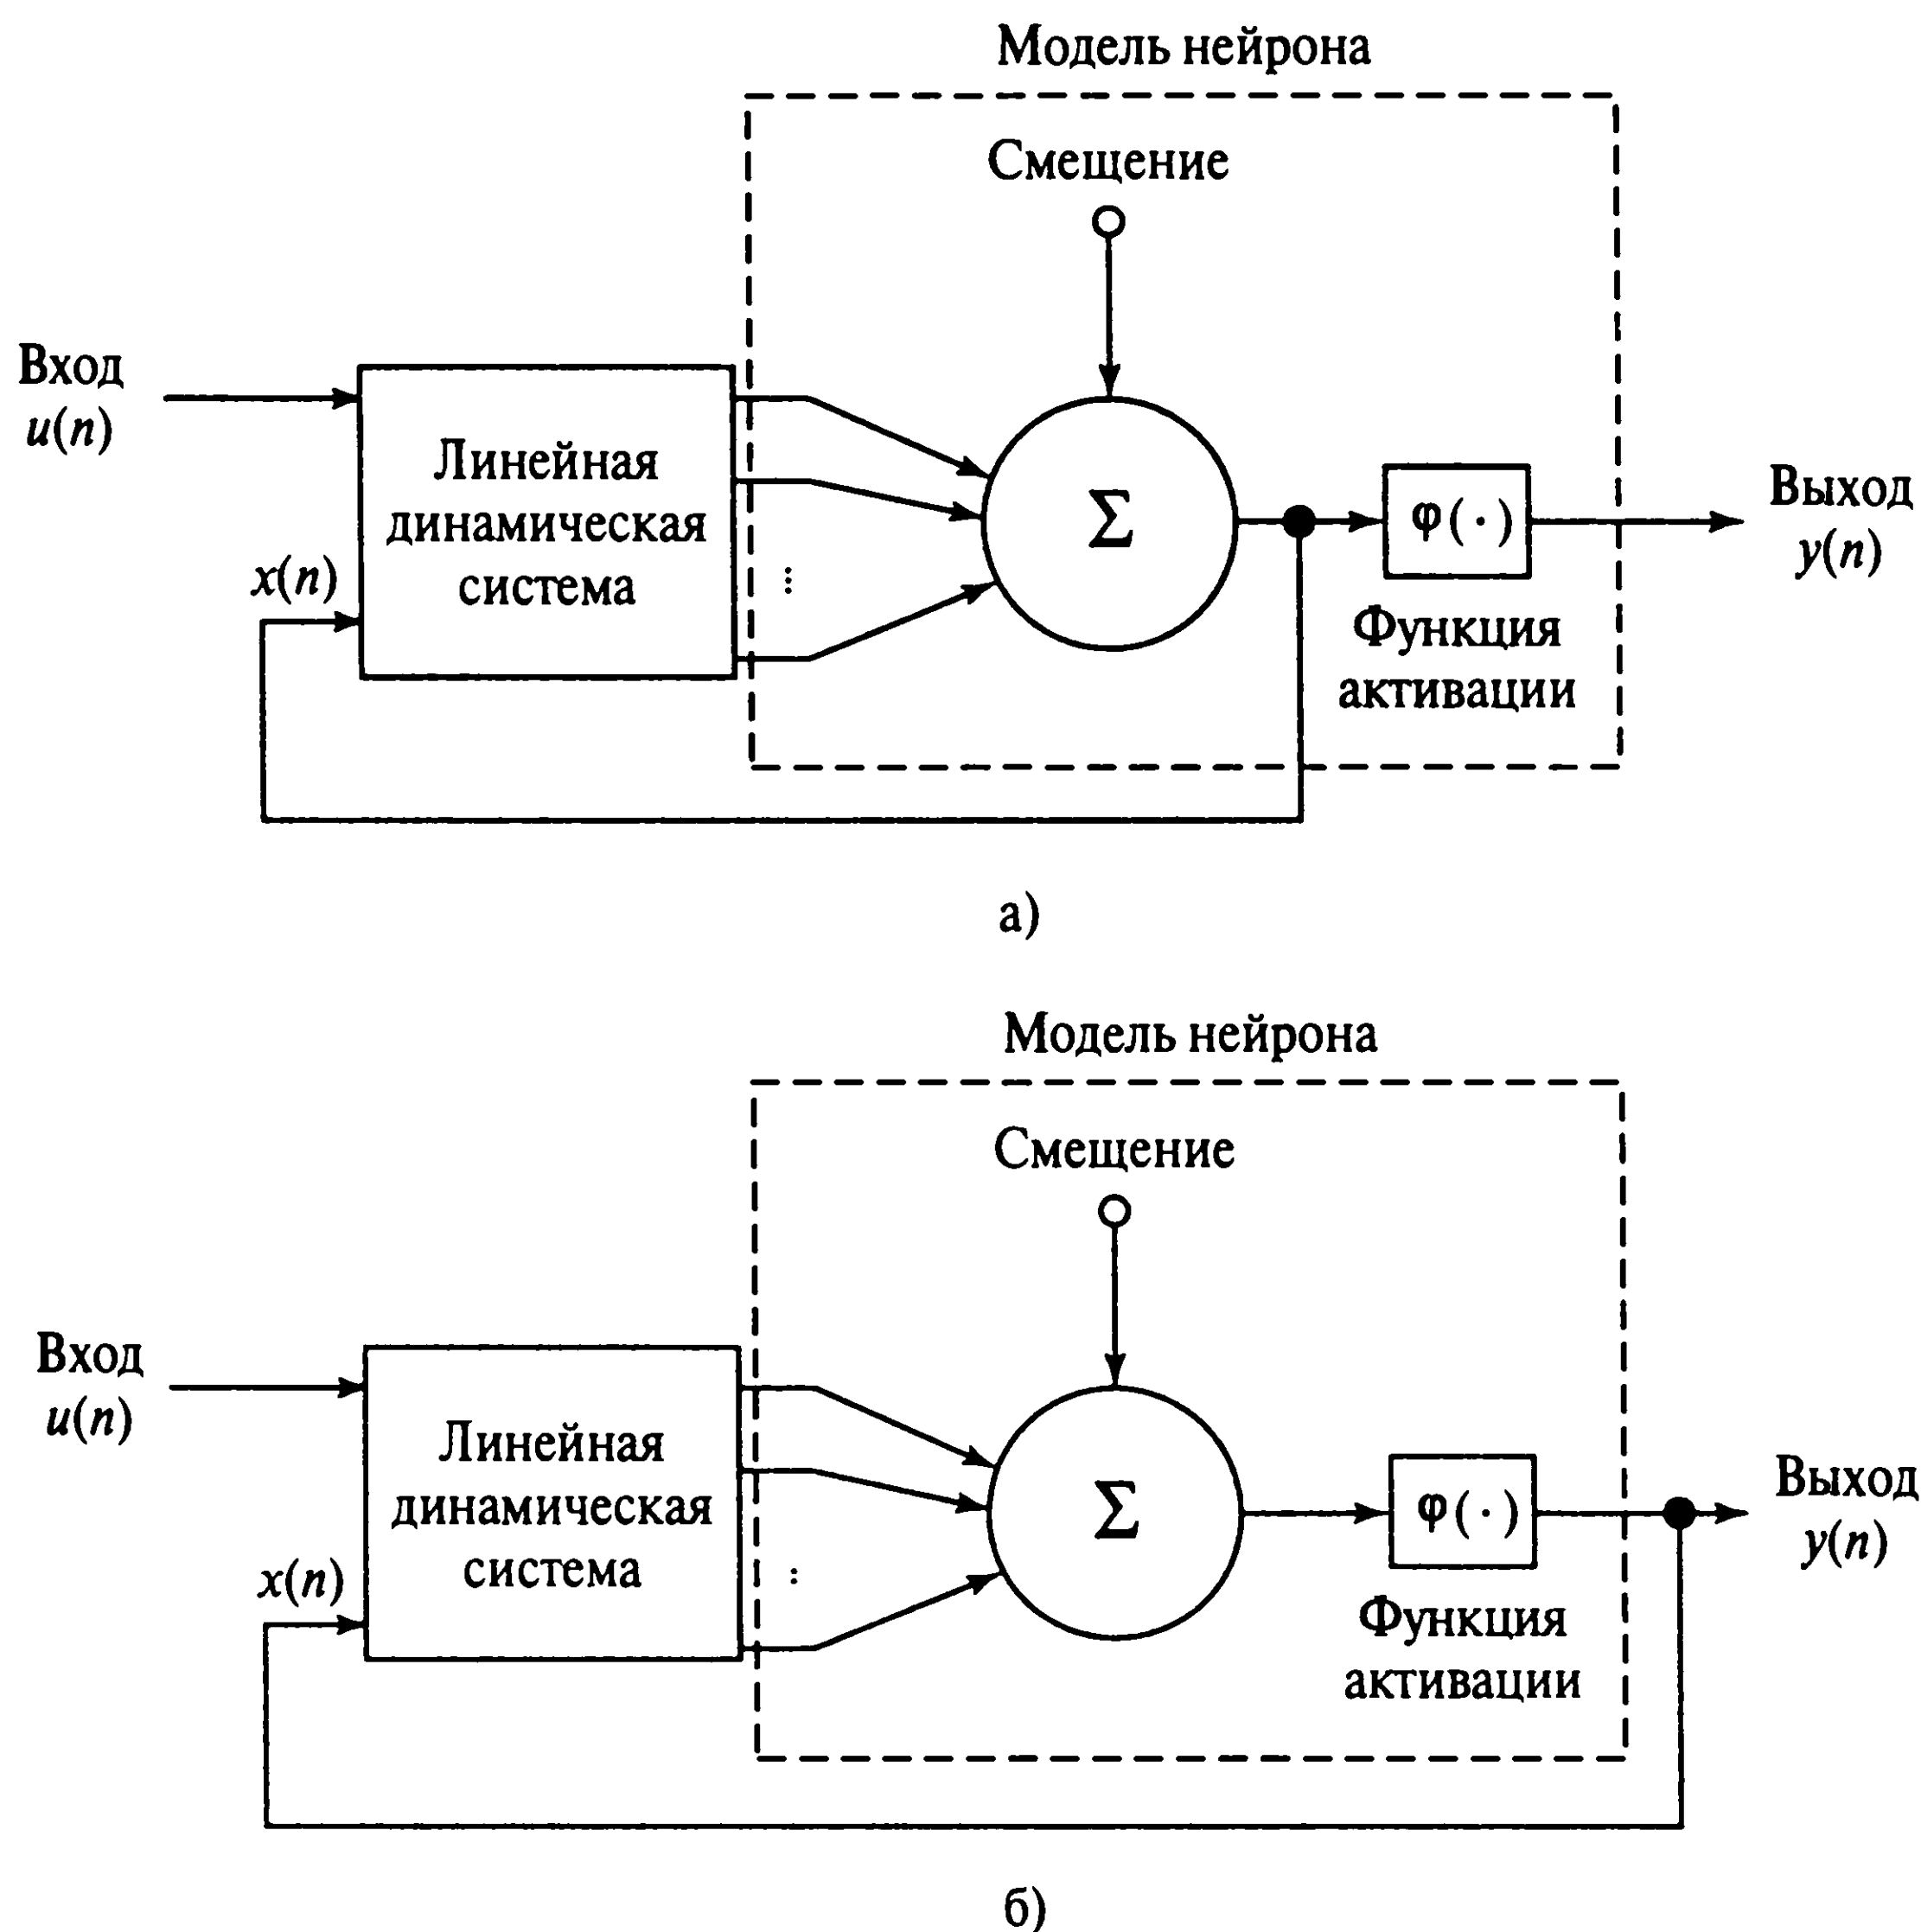 Модель нейрона
Смещение
Вход
u(n)
Линейная
динамическая
система
x(n)
Σ
φ(·)
Выход
y(n)
Функция
активации
а)
Модель нейрона
Смещение
Вход
u(n)
Линейная
динамическая
система
x(n)
Σ
φ(·)
Выход
y(n)
Функция
активации
б)